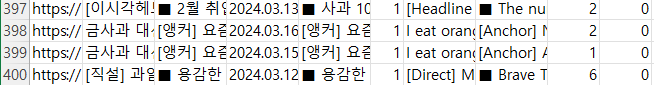 397 https:// [이시각헤 ■ 2월 취 2024.03.13 ■ 사과 10 1 [Headline ■ The nu 2 0
398 https:// 금사과 대 [앵커] 요즘 2024.03.16 [앵커] 요즘 1 I eat orang [Anchor] N 2 0
399 https:// 금사과 대 [앵커] 요즘 2024.03.15 [앵커] 요즘 1 I eat orang [Anchor] A 1 0
400 https:// [직설] 과일 ■ 용감한 2024.03.12 ■ 용감한 1 [Direct] M ■ Brave T 6 0